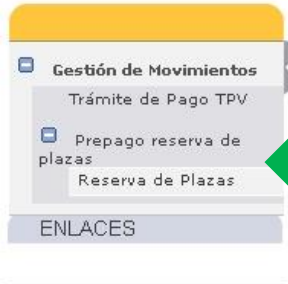 Gestión de Movimientos
Trámite de Pago TPV
Prepago reserva de
plazas
Reserva de Plazas
ENLACES